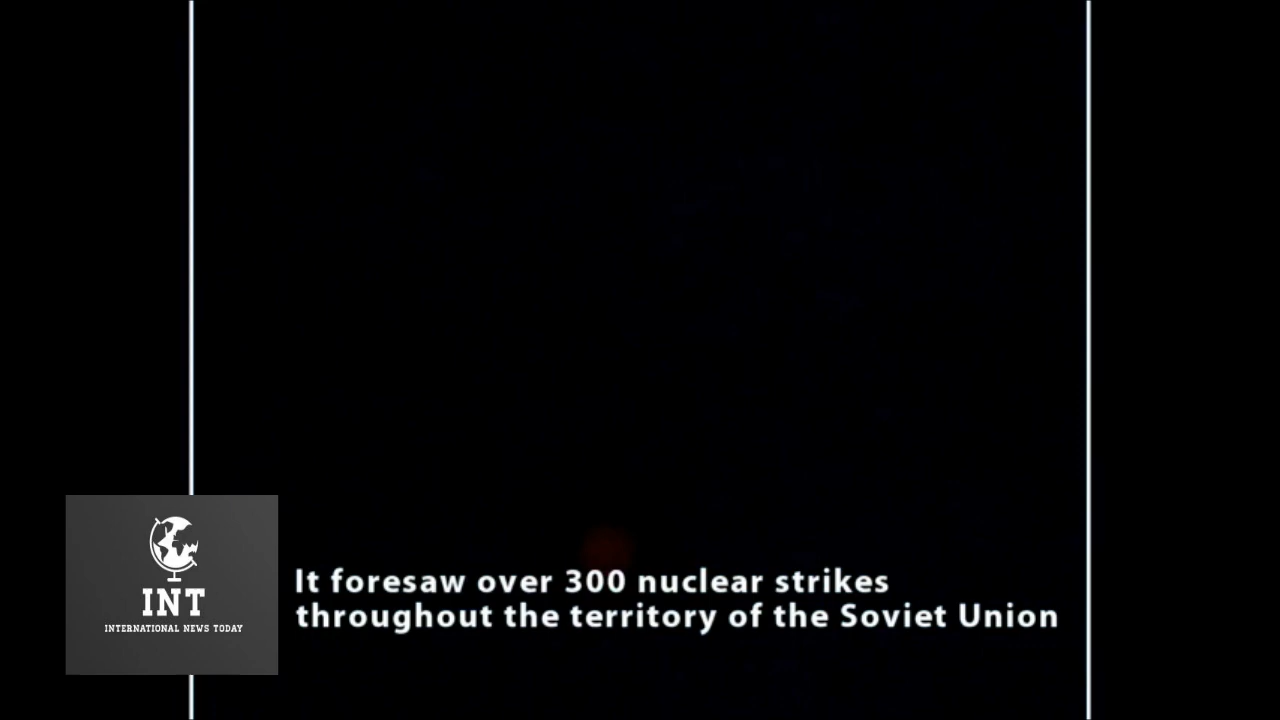 INT
INTERNATIONAL NEWS TODAY
It foresaw over 300 nuclear strikes
throughout the territory of the Soviet Union